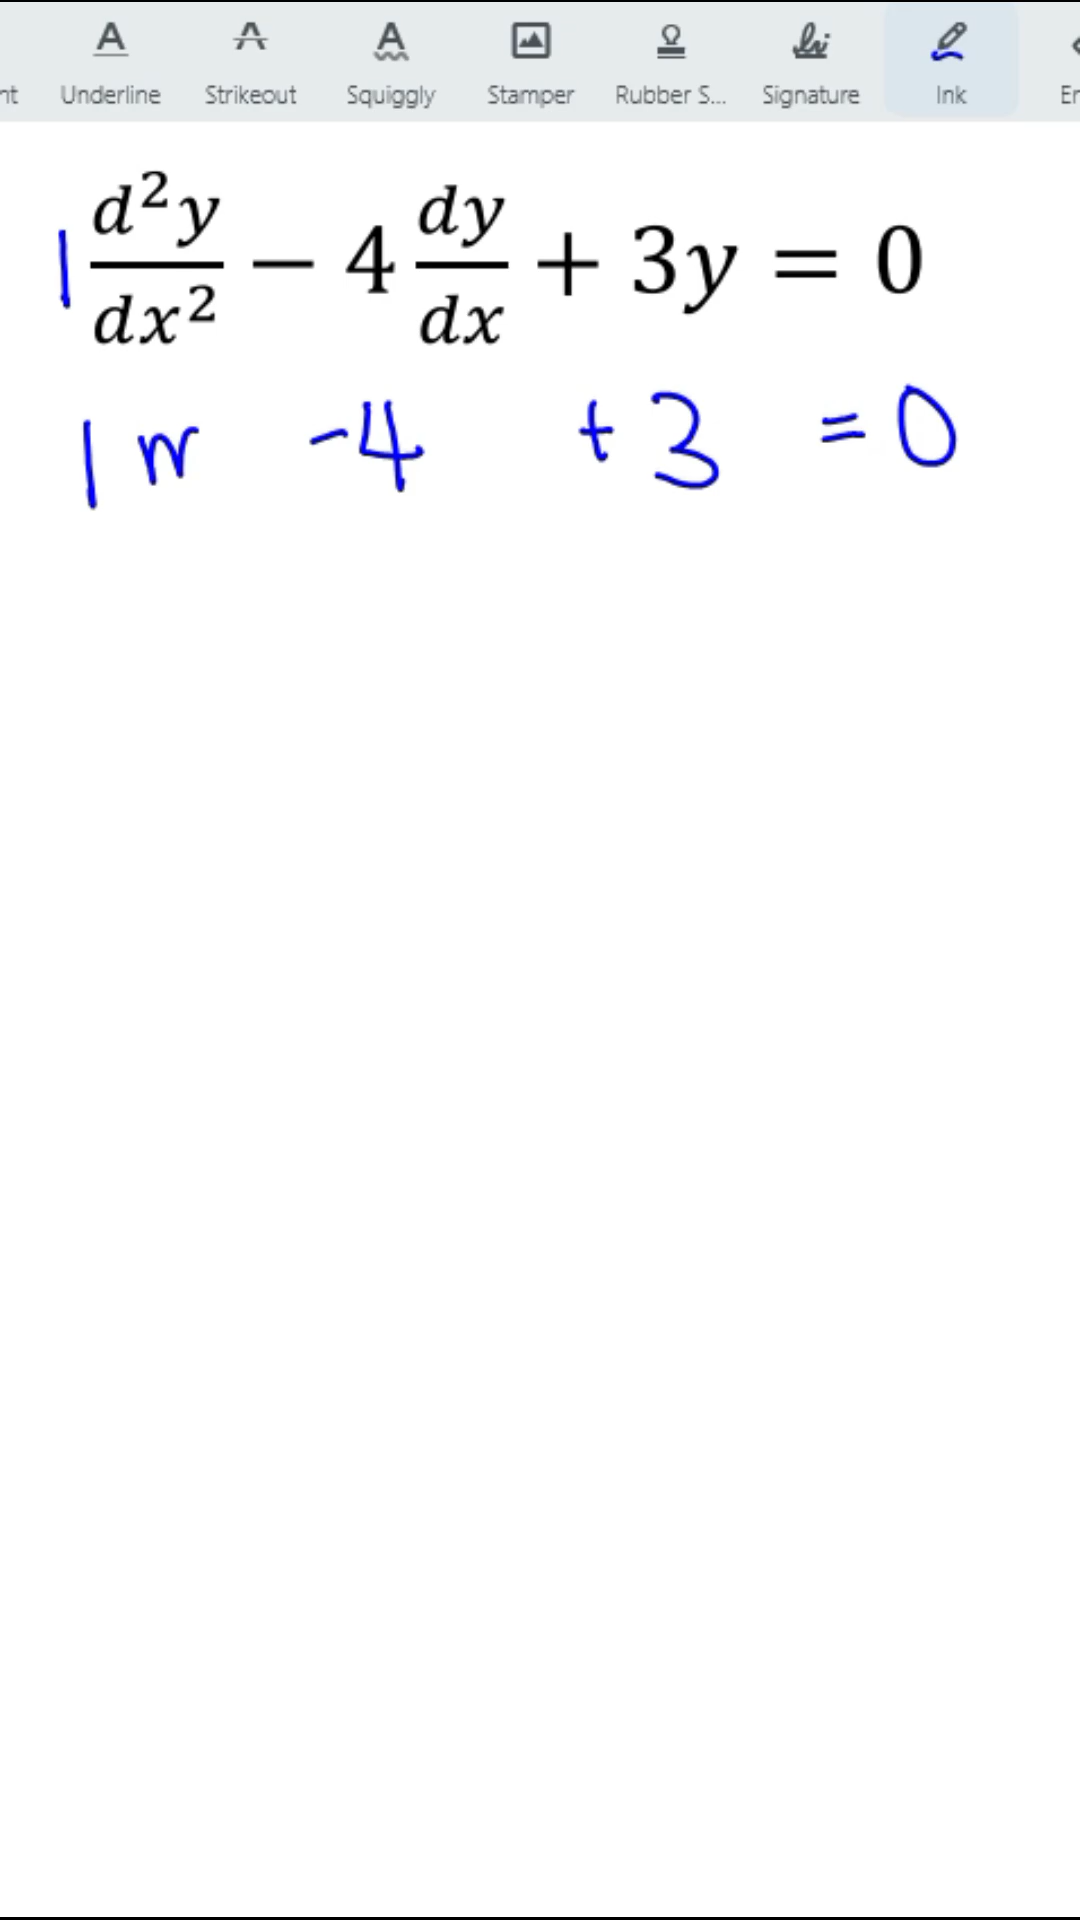 nt Underline Strikeout Squiggly Stamper Rubber S... Signature Ink Er
1 d²y/dx² − 4 dy/dx + 3y = 0
1 m -4 + 3 = 0